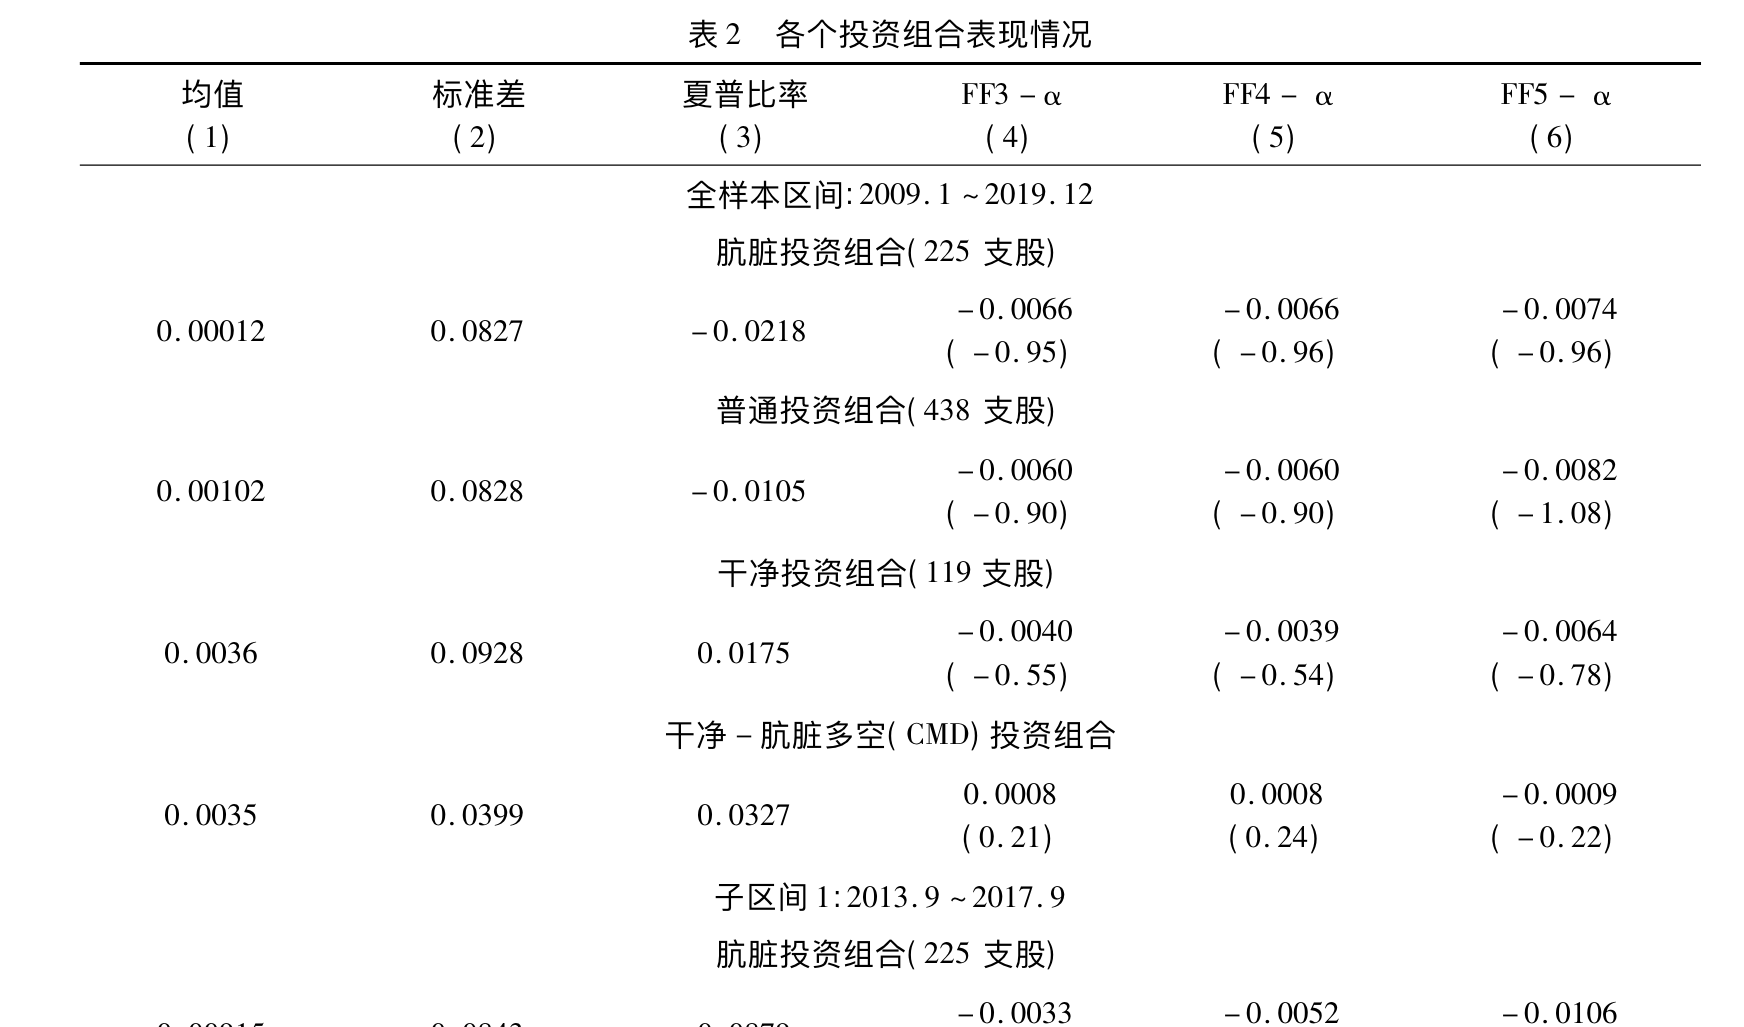 表2 各个投资组合表现情况
均值 标准差 夏普比率 FF3-α FF4-α FF5-α
(1) (2) (3) (4) (5) (6)
全样本区间:2009.1~2019.12
肮脏投资组合(225 支股)
-0.0066 -0.0066 -0.0074
0.00012 0.0827 -0.0218
(-0.95) (-0.96) (-0.96)
普通投资组合(438 支股)
-0.0060 -0.0060 -0.0082
0.00102 0.0828 -0.0105
(-0.90) (-0.90) (-1.08)
干净投资组合(119 支股)
-0.0040 -0.0039 -0.0064
0.0036 0.0928 0.0175
(-0.55) (-0.54) (-0.78)
干净-肮脏多空(CMD)投资组合
0.0008 0.0008 -0.0009
0.0035 0.0399 0.0327
(0.21) (0.24) (-0.22)
子区间1:2013.9~2017.9
肮脏投资组合(225 支股)
-0.0033 -0.0052 -0.0106